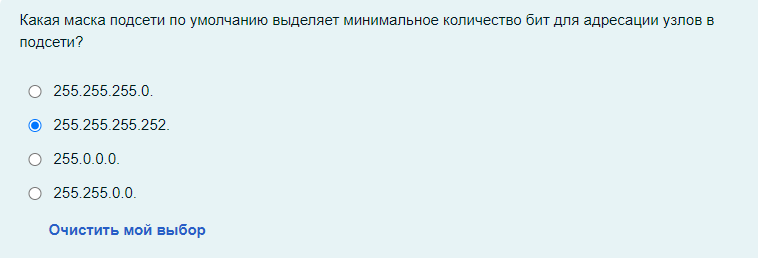 Какая маска подсети по умолчанию выделяет минимальное количество бит для адресации узлов в
подсети?
255.255.255.0.
255.255.255.252.
255.0.0.0.
255.255.0.0.
Очистить мой выбор